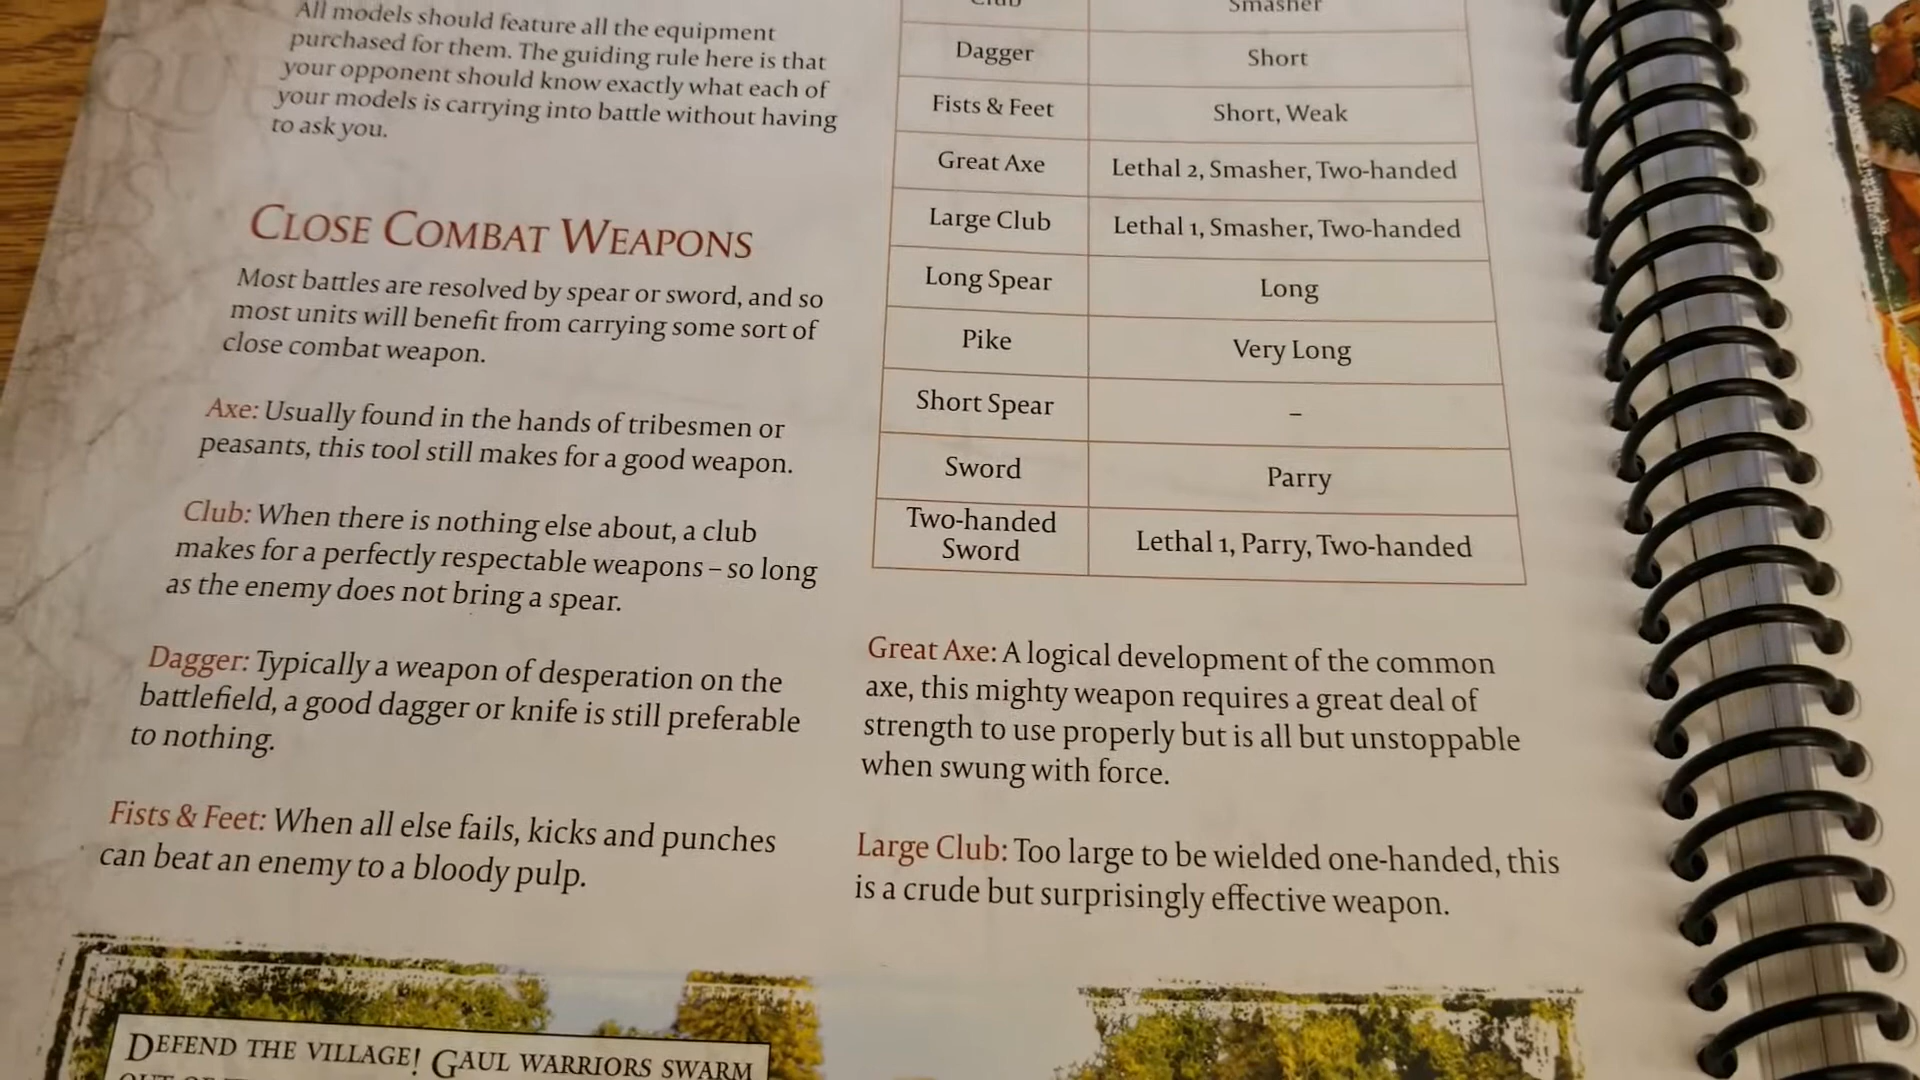 All models should feature all the equipment
purchased for them. The guiding rule here is that
your opponent should know exactly what each of
your models is carrying into battle without having
to ask you.
CLOSE COMBAT WEAPONS
Most battles are resolved by spear or sword, and so
most units will benefit from carrying some sort of
close combat weapon.
Axe: Usually found in the hands of tribesmen or
peasants, this tool still makes for a good weapon.
Club: When there is nothing else about, a club
makes for a perfectly respectable weapons – so long
as the enemy does not bring a spear.
Dagger: Typically a weapon of desperation on the
battlefield, a good dagger or knife is still preferable
to nothing.
Fists & Feet: When all else fails, kicks and punches
can beat an enemy to a bloody pulp.
Club Smasher
Dagger Short
Fists & Feet Short, Weak
Great Axe Lethal 2, Smasher, Two-handed
Large Club Lethal 1, Smasher, Two-handed
Long Spear Long
Pike Very Long
Short Spear –
Sword Parry
Two-handed
Sword Lethal 1, Parry, Two-handed
Great Axe: A logical development of the common
axe, this mighty weapon requires a great deal of
strength to use properly but is all but unstoppable
when swung with force.
Large Club: Too large to be wielded one-handed, this
is a crude but surprisingly effective weapon.
DEFEND THE VILLAGE! GAUL WARRIORS SWARM